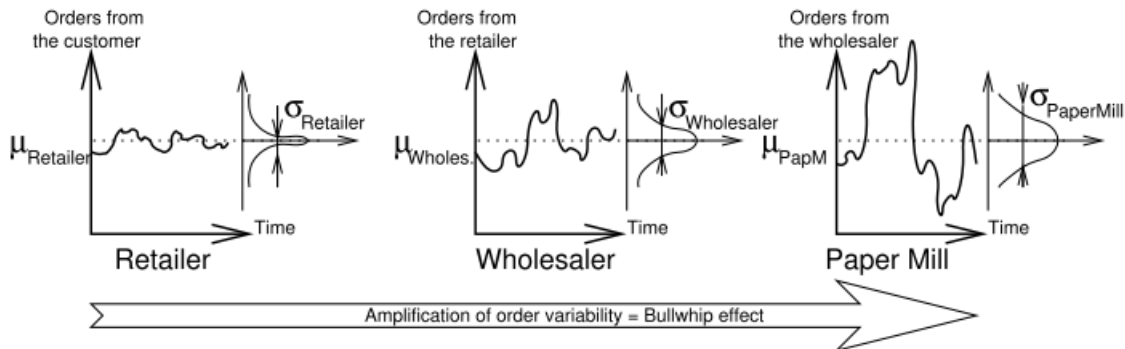 Orders from
the customer
μRetailer
σRetailer
Time
Retailer
Orders from
the retailer
μWholes.
σWholesaler
Time
Wholesaler
Orders from
the wholesaler
μPapM
σPaperMill
Time
Paper Mill
Amplification of order variability = Bullwhip effect